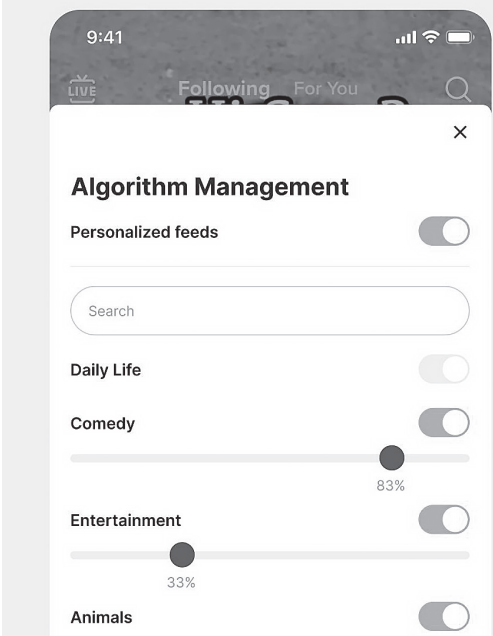 9:41
LIVE
Following For You
Algorithm Management
Personalized feeds
Search
Daily Life
Comedy
83%
Entertainment
33%
Animals